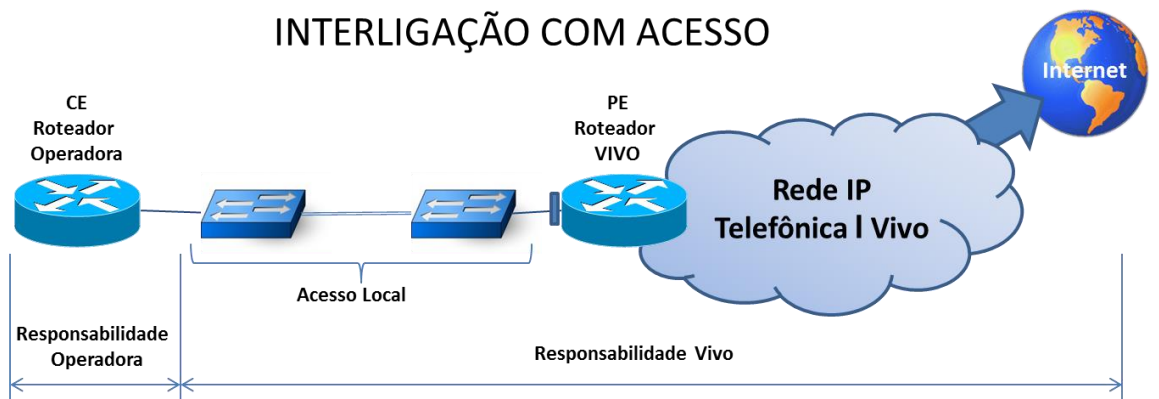 INTERLIGAÇÃO COM ACESSO
Internet
CE
Roteador
Operadora
PE
Roteador
VIVO
Rede IP
Telefônica l Vivo
Acesso Local
Responsabilidade
Operadora
Responsabilidade Vivo